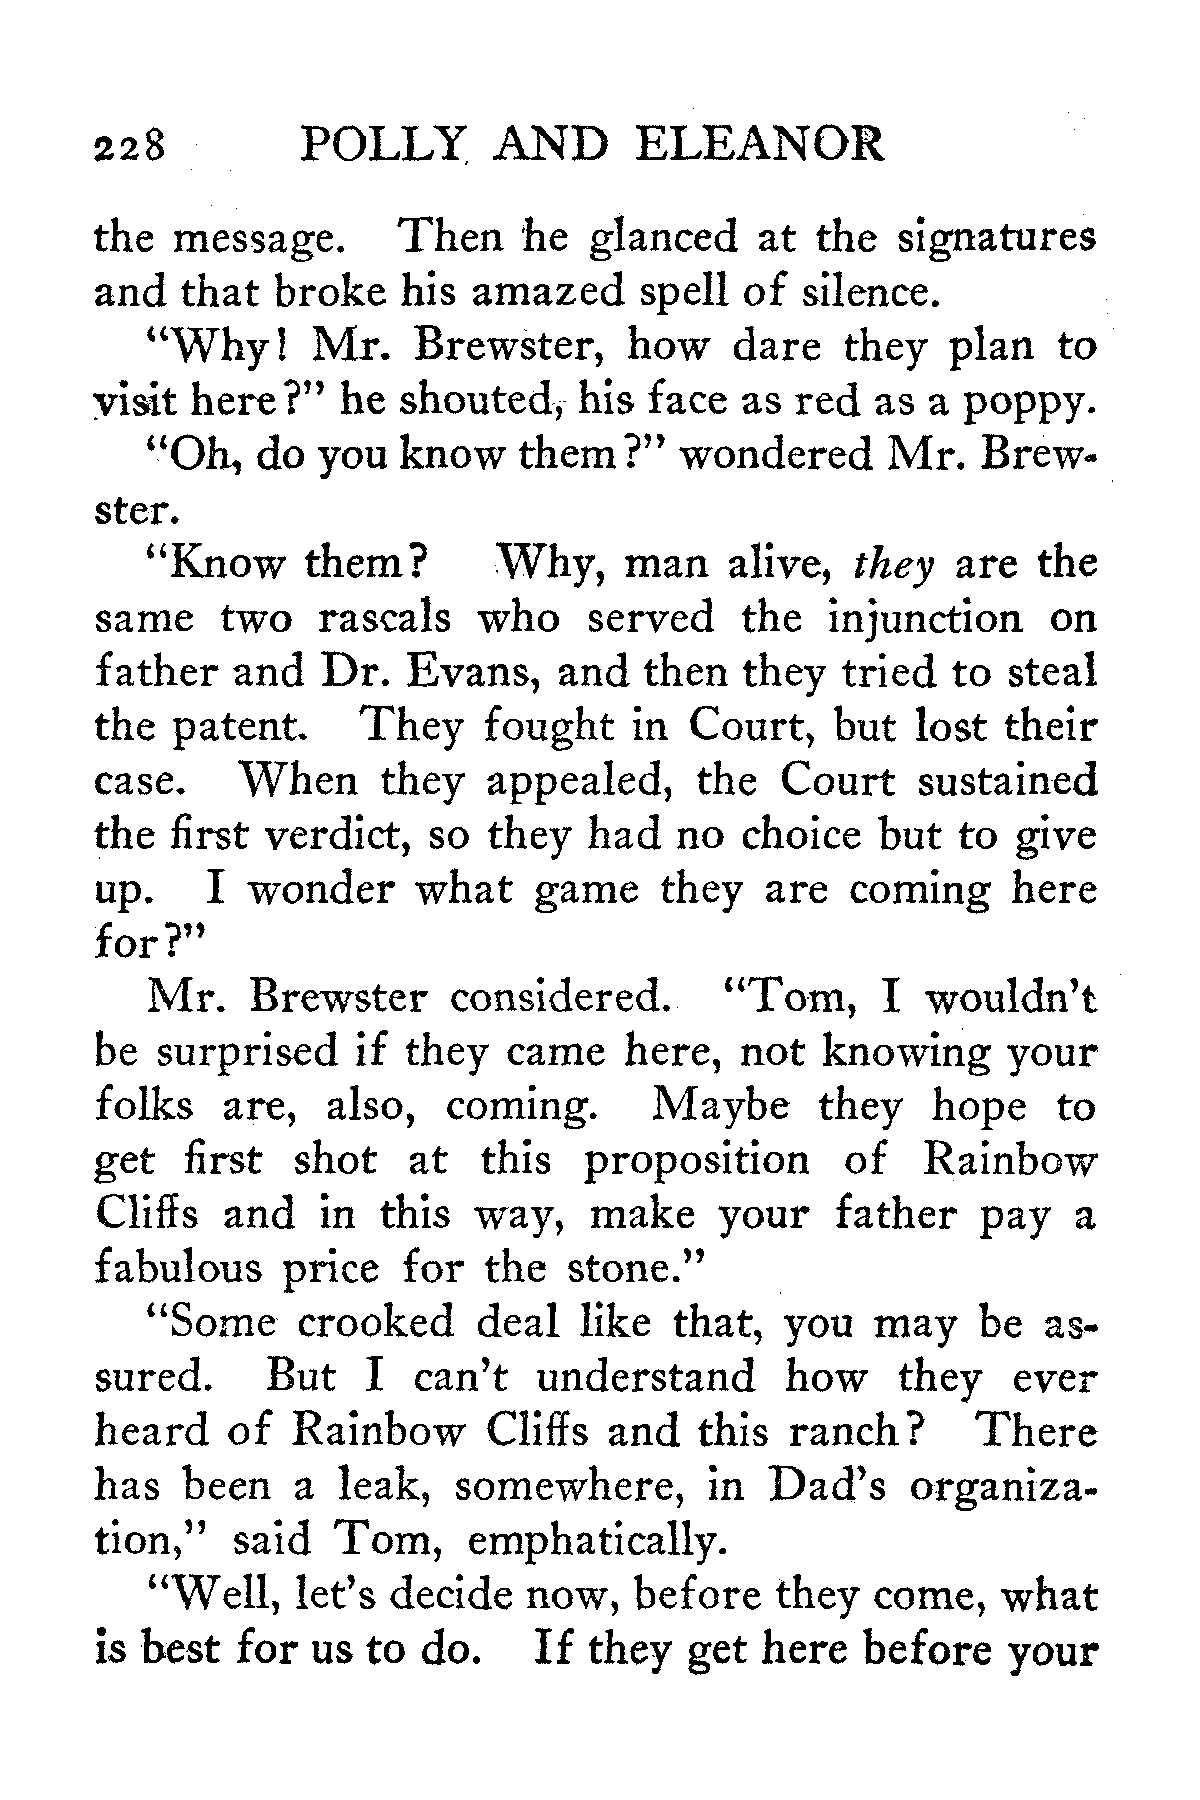 228 POLLY AND ELEANOR
the message. Then he glanced at the signatures
and that broke his amazed spell of silence.
“Why! Mr. Brewster, how dare they plan to
visit here?” he shouted, his face as red as a poppy.
“Oh, do you know them?” wondered Mr. Brew-
ster.
“Know them? Why, man alive, they are the
same two rascals who served the injunction on
father and Dr. Evans, and then they tried to steal
the patent. They fought in Court, but lost their
case. When they appealed, the Court sustained
the first verdict, so they had no choice but to give
up. I wonder what game they are coming here
for?”
Mr. Brewster considered. “Tom, I wouldn’t
be surprised if they came here, not knowing your
folks are, also, coming. Maybe they hope to
get first shot at this proposition of Rainbow
Cliffs and in this way, make your father pay a
fabulous price for the stone.”
“Some crooked deal like that, you may be as-
sured. But I can’t understand how they ever
heard of Rainbow Cliffs and this ranch? There
has been a leak, somewhere, in Dad’s organiza-
tion,” said Tom, emphatically.
“Well, let’s decide now, before they come, what
is best for us to do. If they get here before your